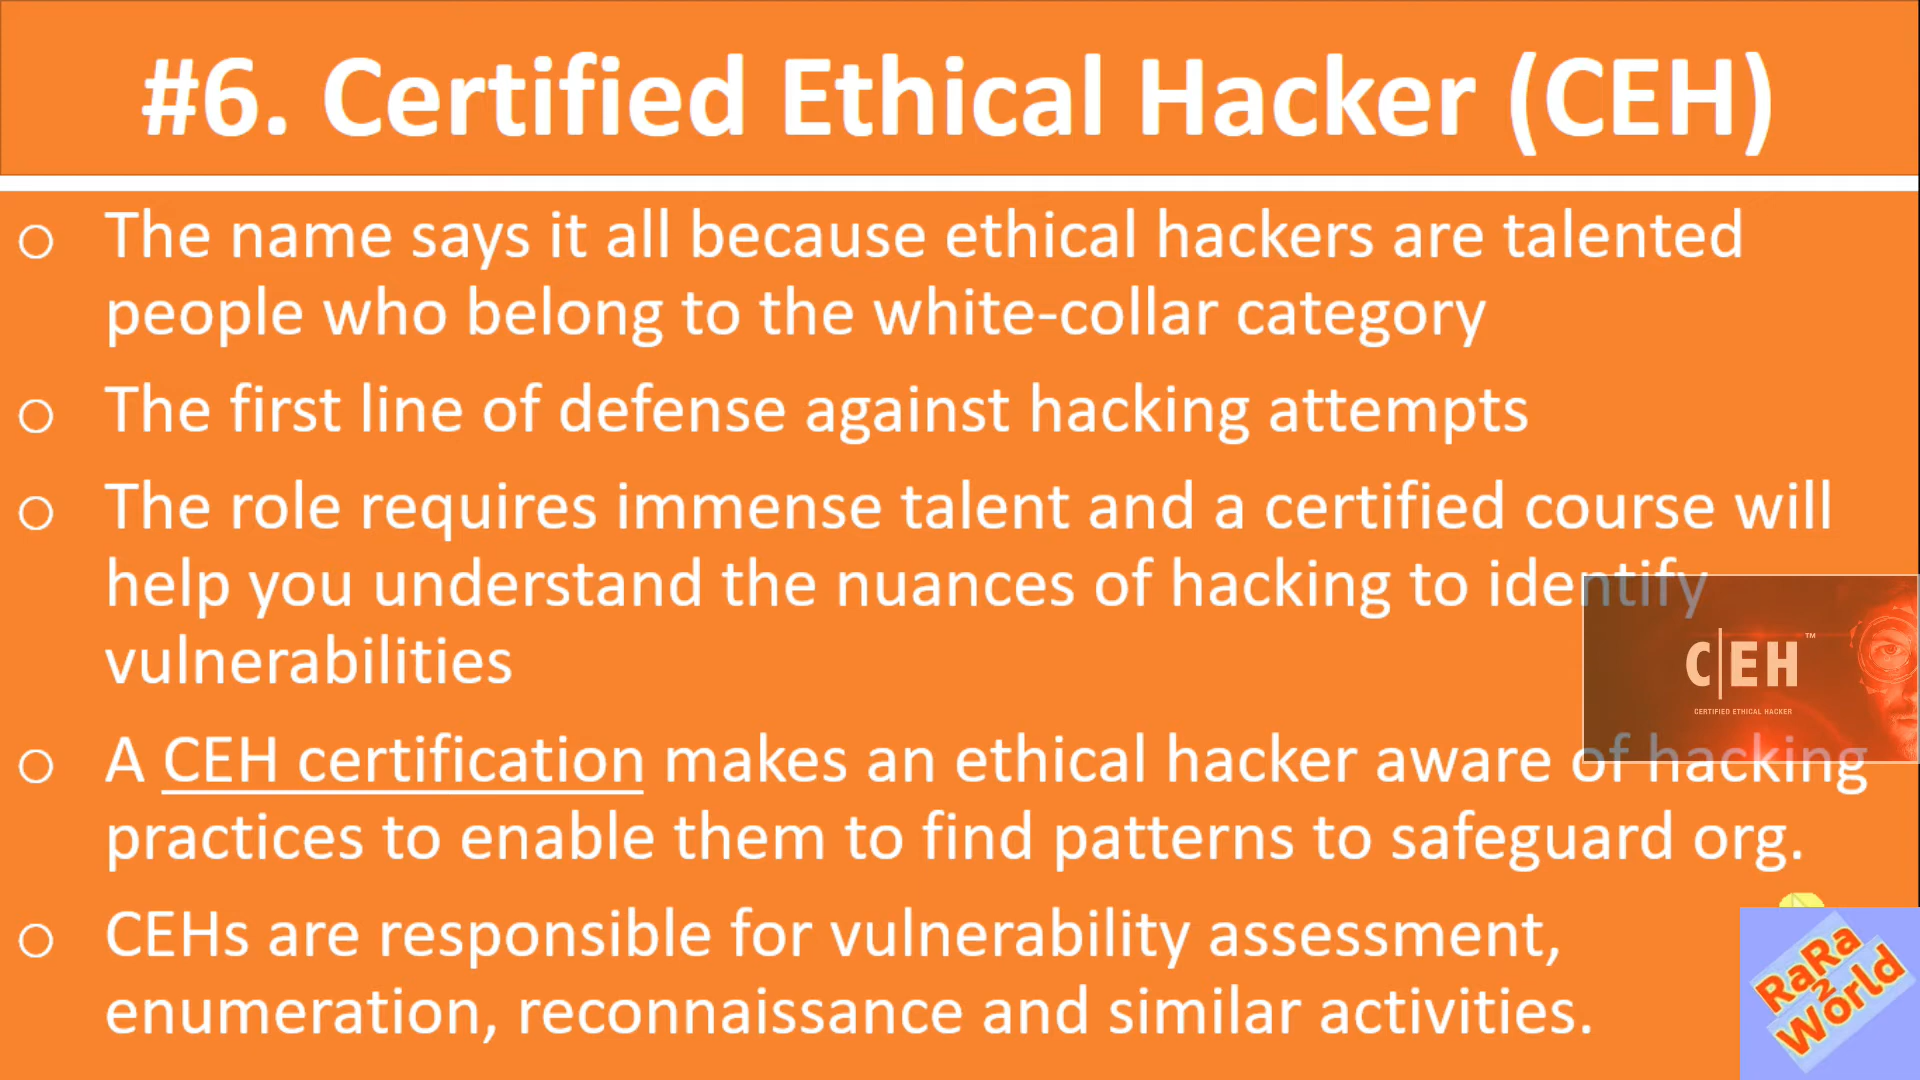 #6. Certified Ethical Hacker (CEH)
○ The name says it all because ethical hackers are talented
people who belong to the white-collar category
○ The first line of defense against hacking attempts
○ The role requires immense talent and a certified course will
help you understand the nuances of hacking to identify
vulnerabilities
C|EH™
CERTIFIED ETHICAL HACKER
○ A CEH certification makes an ethical hacker aware of hacking
practices to enable them to find patterns to safeguard org.
○ CEHs are responsible for vulnerability assessment,
enumeration, reconnaissance and similar activities.
RaRa
2
World